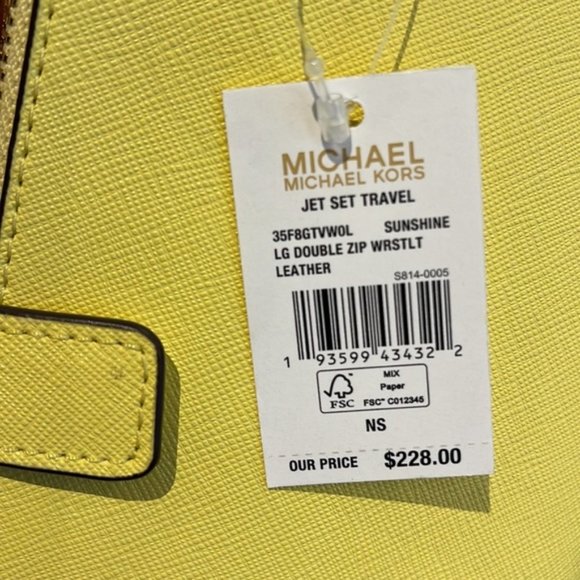 MICHAEL
MICHAEL KORS
JET SET TRAVEL
35F8GTVW0L SUNSHINE
LG DOUBLE ZIP WRSTLT
LEATHER
S814-0005
1 93599 43432 2
FSC
MIX
Paper
FSC™ C012345
NS
OUR PRICE $228.00